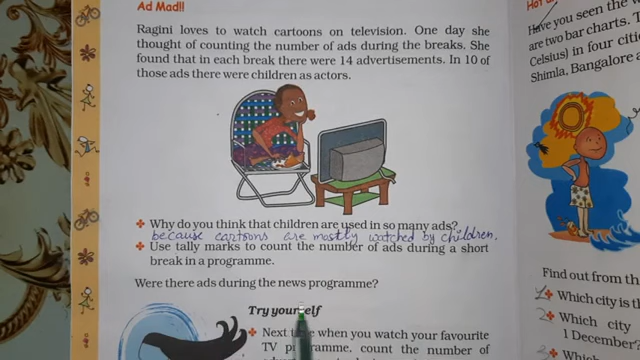 Ad Mad!!
Ragini loves to watch cartoons on television. One day she
thought of counting the number of ads during the breaks. She
found that in each break there were 14 advertisements. In 10 of
those ads there were children as actors.
Why do you think that children are used in so many ads?
because cartoons are mostly watched by children.
Use tally marks to count the number of ads during a short
break in a programme.
Were there ads during the news programme?
Try yourself
Next time when you watch your favourite
TV programme, count the number of
Have you seen the w
are two bar charts. T
Celsius) in four citi
Shimla, Bangalore a
Find out from th
1 Which city is t
2 Which city
1 December?
3 Which